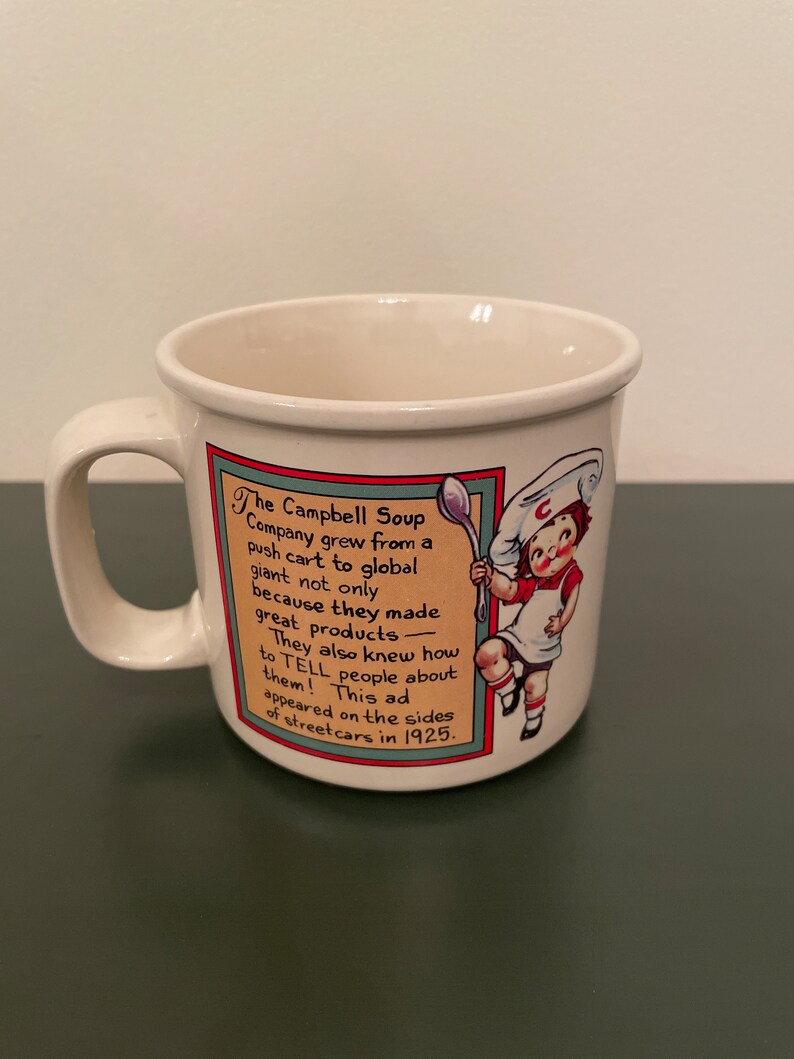 The Campbell Soup
Company grew from a
push cart to global
giant not only
because they made
great products —
They also knew how
to TELL people about
them! This ad
appeared on the sides
of streetcars in 1925.
C